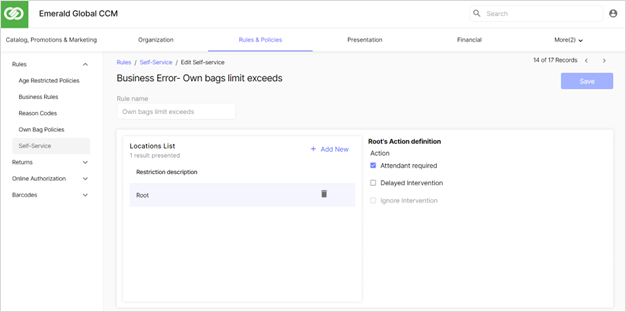 Emerald Global CCM
Search
Catalog, Promotions & Marketing
Organization
Rules & Policies
Presentation
Financial
More(2)
Rules
Age Restricted Policies
Business Rules
Reason Codes
Own Bag Policies
Self-Service
Returns
Online Authorization
Barcodes
Rules / Self-Service / Edit Self-service
14 of 17 Records
Business Error- Own bags limit exceeds
Save
Rule name
Own bags limit exceeds
Locations List
1 result presented
+ Add New
Restriction description
Root
Root's Action definition
Action
Attendant required
Delayed Intervention
Ignore Intervention